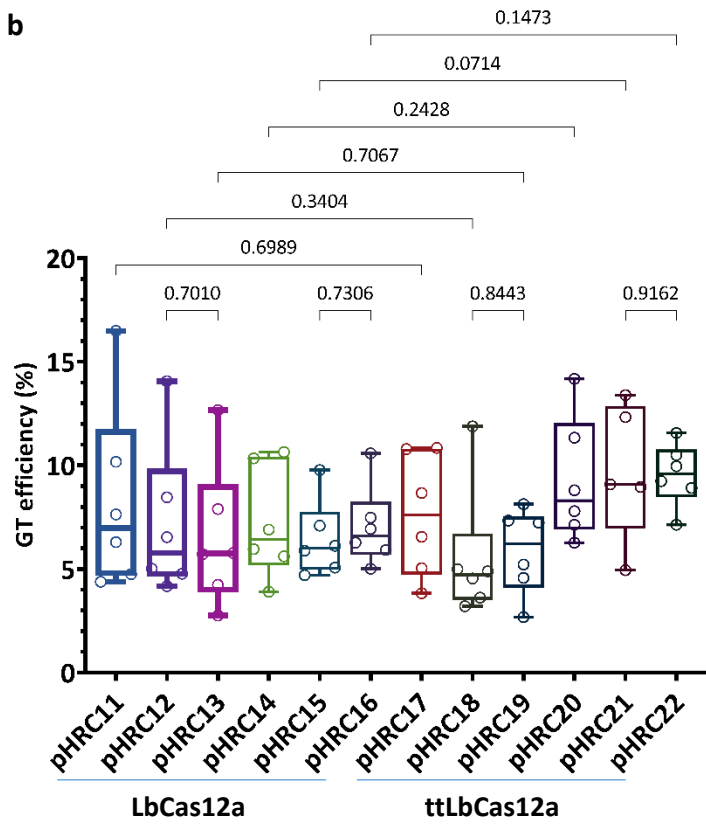 b
0.1473
0.0714
0.2428
0.7067
0.3404
0.6989
0.7010
0.7306
0.8443
0.9162
GT efficiency (%)
20
15
10
5
0
pHRC11
pHRC12
pHRC13
pHRC14
pHRC15
pHRC16
pHRC17
pHRC18
pHRC19
pHRC20
pHRC21
pHRC22
LbCas12a
ttLbCas12a